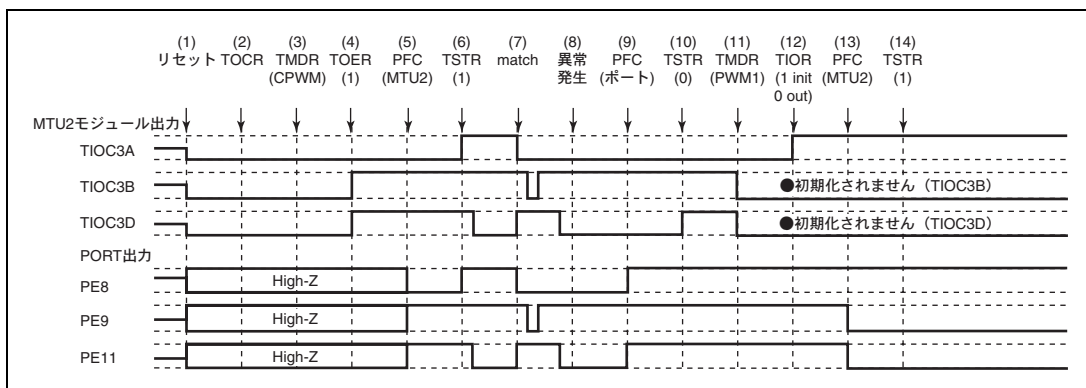 (1) (2) (3) (4) (5) (6) (7) (8) (9) (10) (11) (12) (13) (14)
リセット TOCR TMDR TOER PFC TSTR match 異常 PFC TSTR TMDR TIOR PFC TSTR
(CPWM) (1) (MTU2) (1) 発生 (ポート) (0) (PWM1) (1 init (MTU2) (1)
0 out)
MTU2モジュール出力
TIOC3A
TIOC3B ●初期化されません（TIOC3B）
TIOC3D ●初期化されません（TIOC3D）
PORT出力
PE8 High-Z
PE9 High-Z
PE11 High-Z